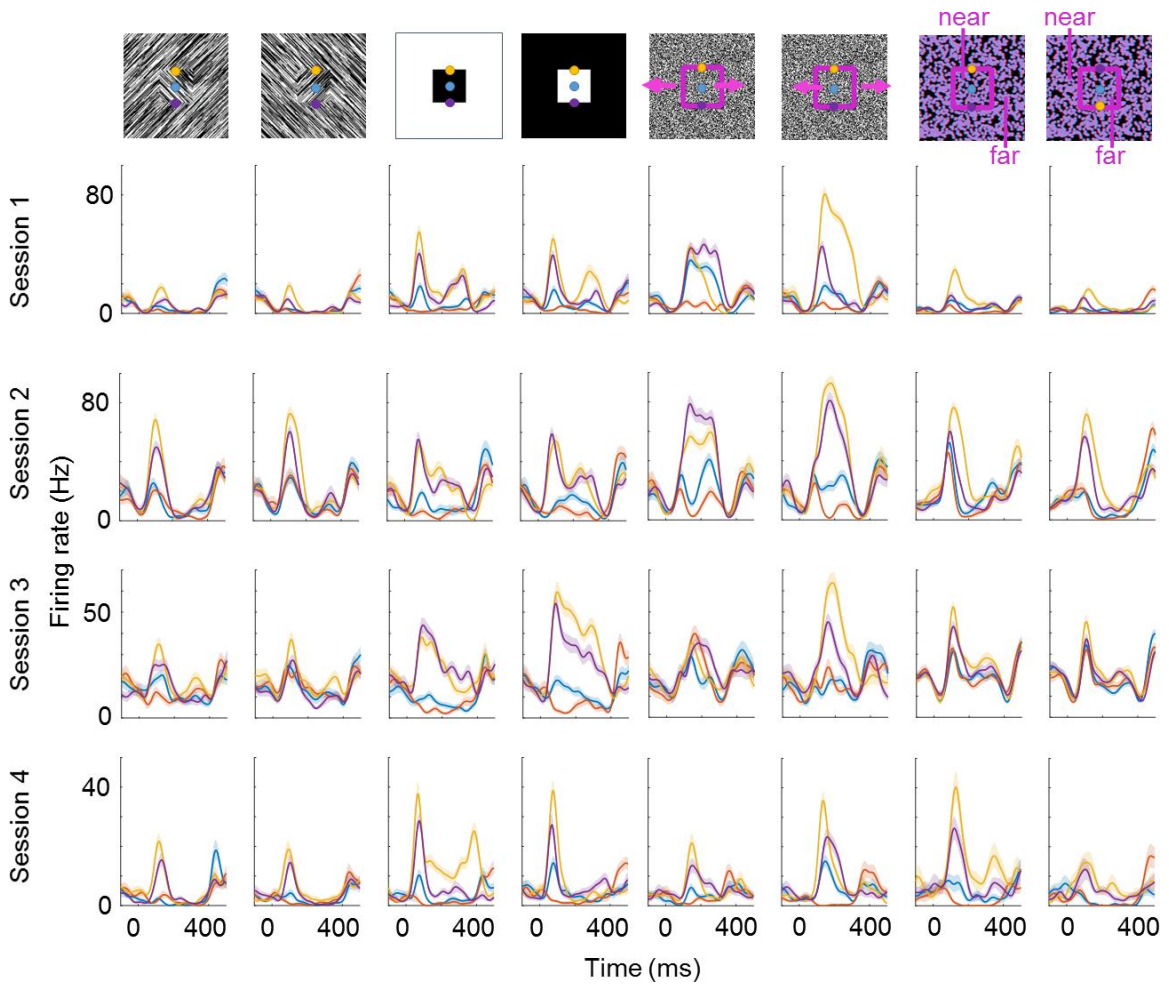 near near
far far
Session 1
80
0
Session 2
80
0
Session 3
50
0
Session 4
40
0
Firing rate (Hz)
0 400 0 400 0 400 0 400 0 400 0 400 0 400 0 400
Time (ms)